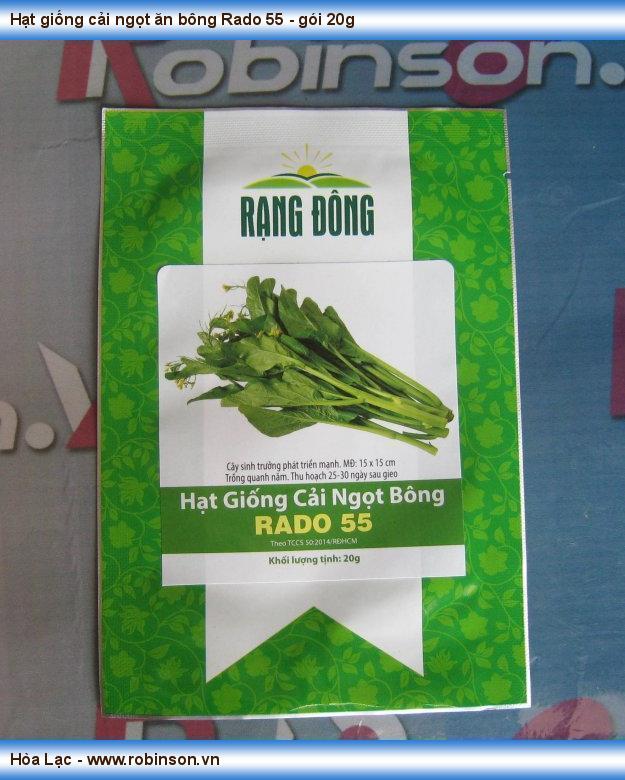 Hạt giống cải ngọt ăn bông Rado 55 - gói 20g
Robinson.
RẠNG ĐÔNG
n.v
Cây sinh trưởng phát triển mạnh. MĐ: 15 x 15 cm
Trồng quanh năm. Thu hoạch 25-30 ngày sau gieo
Hạt Giống Cải Ngọt Bông
RADO 55
Theo TCCS 50:2014/RĐHCM
Khối lượng tịnh: 20g
Hòa Lạc - www.robinson.vn